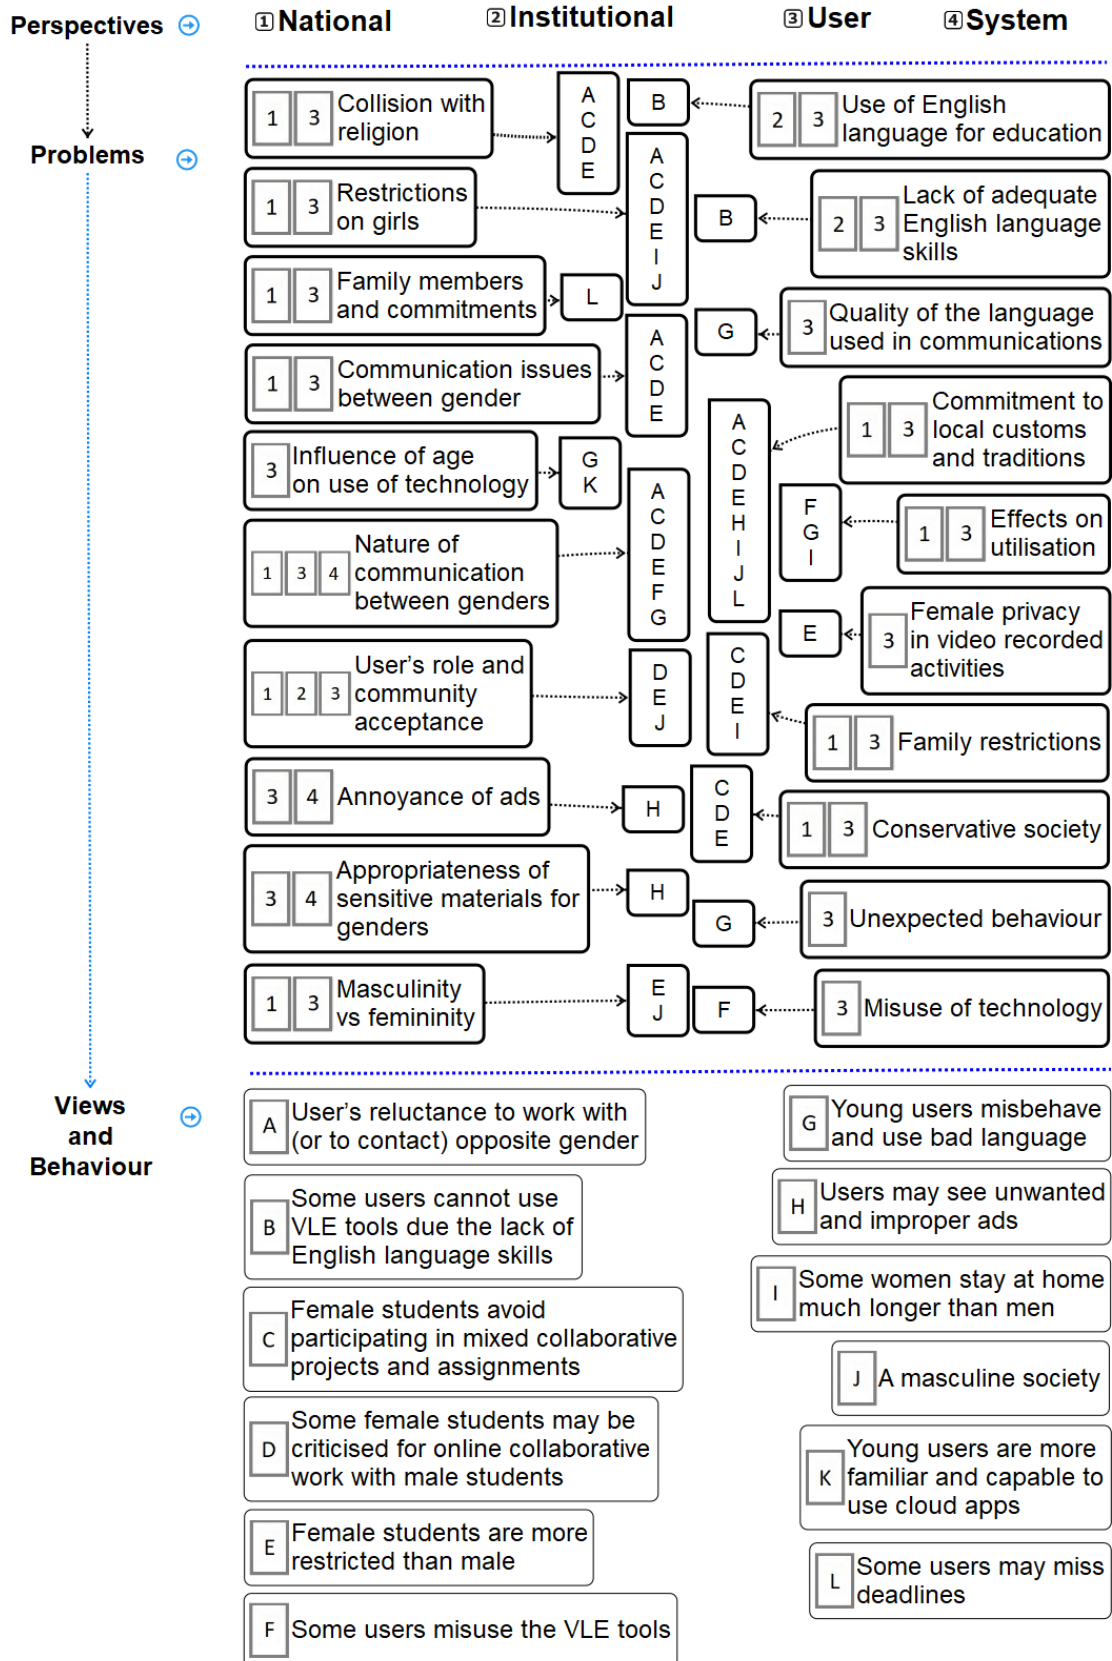 Perspectives
1 National
2 Institutional
3 User
4 System
Problems
1 3 Collision with
religion
A
C
D
E
B
2 3 Use of English
language for education
1 3 Restrictions
on girls
A
C
D
E
I
J
B
2 3 Lack of adequate
English language
skills
1 3 Family members
and commitments
L
G
3 Quality of the language
used in communications
1 3 Communication issues
between gender
A
C
D
E
A
C
D
E
H
I
J
L
1 3 Commitment to
local customs
and traditions
3 Influence of age
on use of technology
G
K
F
G
I
1 3 Effects on
utilisation
1 3 4 Nature of
communication
between genders
A
C
D
E
F
G
E
3 Female privacy
in video recorded
activities
1 2 3 User's role and
community
acceptance
D
E
J
C
D
E
I
1 3 Family restrictions
3 4 Annoyance of ads
H
C
D
E
1 3 Conservative society
3 4 Appropriateness of
sensitive materials for
genders
H
G
3 Unexpected behaviour
1 3 Masculinity
vs femininity
E
J
F
3 Misuse of technology
Views
and
Behaviour
A User's reluctance to work with
(or to contact) opposite gender
B Some users cannot use
VLE tools due the lack of
English language skills
C Female students avoid
participating in mixed collaborative
projects and assignments
D Some female students may be
criticised for online collaborative
work with male students
E Female students are more
restricted than male
F Some users misuse the VLE tools
G Young users misbehave
and use bad language
H Users may see unwanted
and improper ads
I Some women stay at home
much longer than men
J A masculine society
K Young users are more
familiar and capable to
use cloud apps
L Some users may miss
deadlines